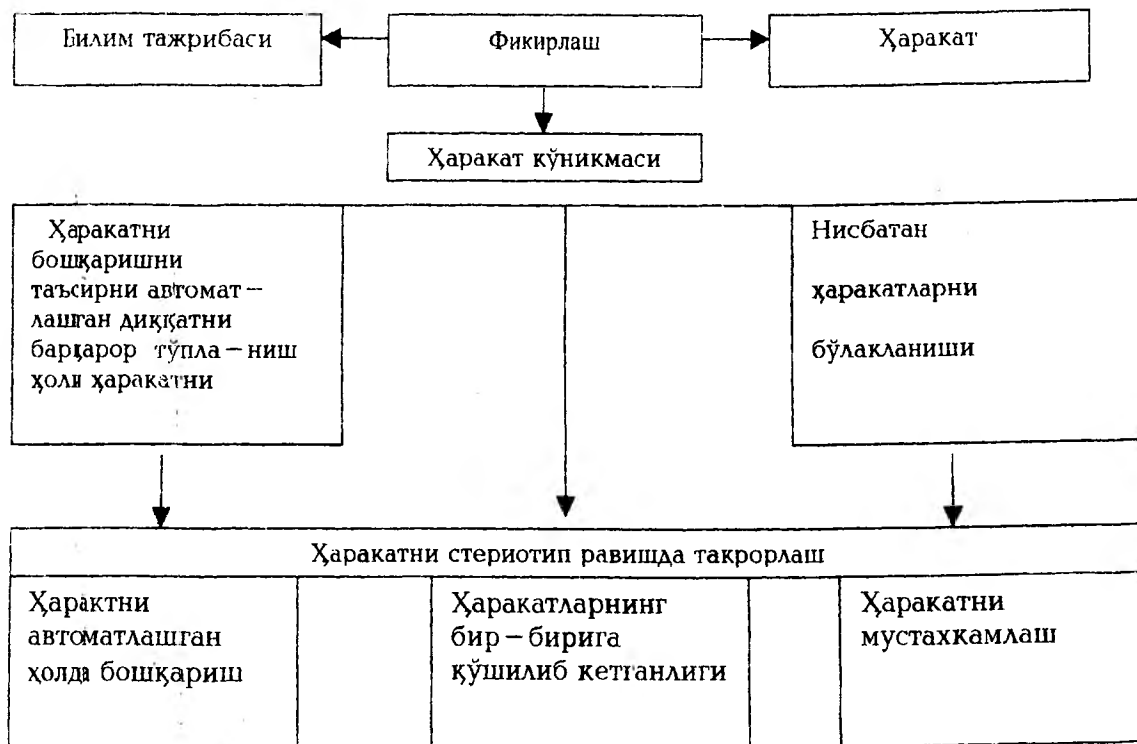 Билим тажрибаси
Фикирлаш
Ҳаракат
Ҳаракат кўникмаси
Ҳаракатни
бошқаришни
таъсирни автомат –
лашган диққатни
барқарор тўпла – ниш
ҳоли ҳаракатни
Нисбатан
ҳаракатларни
бўлакланиши
Ҳаракатни стериотип равишда такрорлаш
Ҳарактни
автоматлашган
ҳолда бошқариш
Ҳаракатларнинг
бир – бирига
қўшилиб кетганлиги
Ҳаракатни
мустахкамлаш